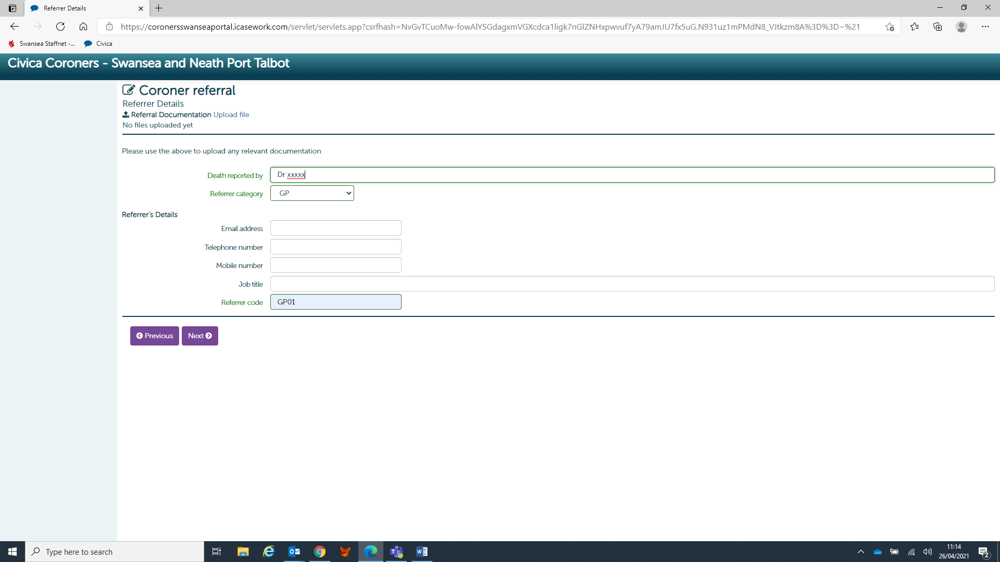 Referrer Details
https://coronersswanseaportal.icasework.com/servlet/servlets.app?csrfhash=NvGvTCuoMw-fowAlYSGdagxmVGXcdca1ligk7nGlZNHxpwvuf7yA79amJU7fx5uG.N931uz1mPMdN8_VJtkzm8A%3D%3D~%21
Swansea Staffnet -... Civica
Civica Coroners - Swansea and Neath Port Talbot
Coroner referral
Referrer Details
Referral Documentation Upload file
No files uploaded yet
Please use the above to upload any relevant documentation
Death reported by Dr xxxxx
Referrer category GP
Referrer's Details
Email address
Telephone number
Mobile number
Job title
Referrer code GP01
Previous Next
Type here to search
11:14
26/04/2021
2